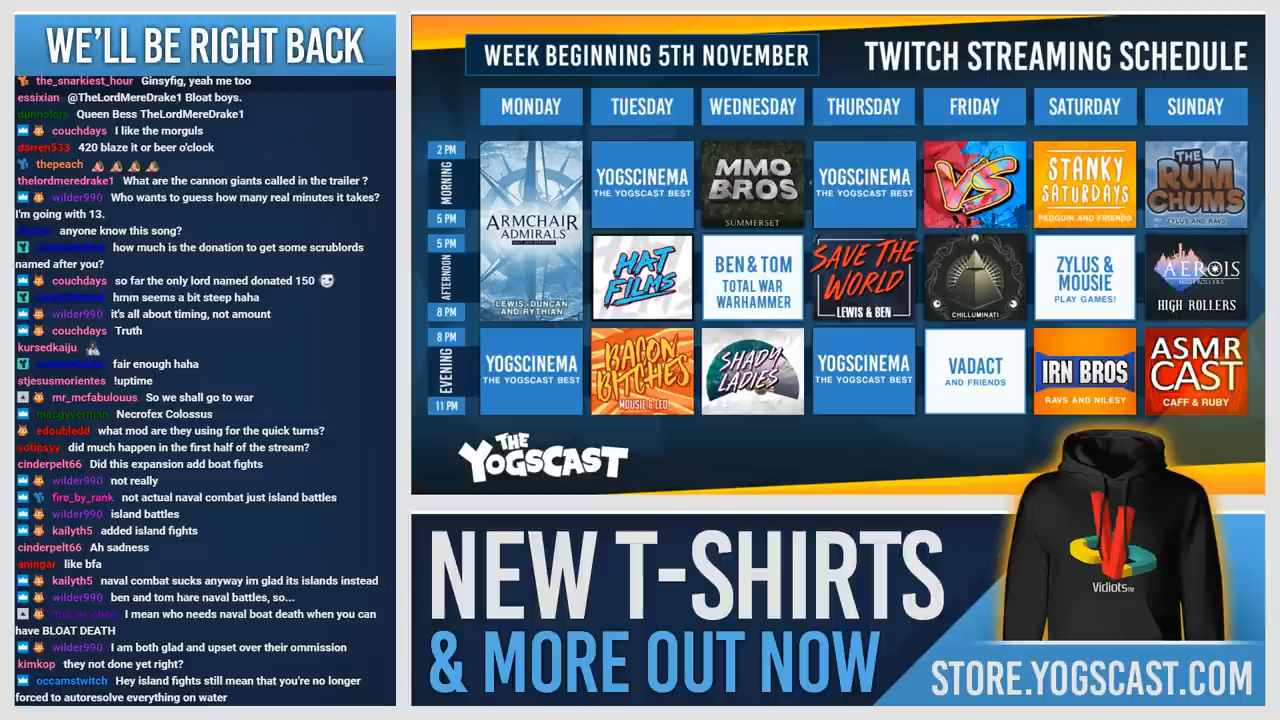 WE'LL BE RIGHT BACK
the_snarkiest_hour Ginsyfig, yeah me too
essixian @TheLordMereDrake1 Bloat boys.
dunnofars Queen Bess TheLordMereDrake1
couchdays I like the morguls
darren533 420 blaze it or beer o'clock
thepeach
thelordmeredrake1 What are the cannon giants called in the trailer ?
wilder990 Who wants to guess how many real minutes it takes?
I'm going with 13.
anyone know this song?
how much is the donation to get some scrublords
named after you?
couchdays so far the only lord named donated 150
hmm seems a bit steep haha
wilder990 it's all about timing, not amount
couchdays Truth
kursedkaiju
fair enough haha
stjesusmorientes !uptime
mr_mcfabulouus So we shall go to war
macgyverman Necrofex Colossus
edoubledd what mod are they using for the quick turns?
sotipsyy did much happen in the first half of the stream?
cinderpelt66 Did this expansion add boat fights
wilder990 not really
fire_by_rank not actual naval combat just island battles
wilder990 island battles
kailyth5 added island fights
cinderpelt66 Ah sadness
aningar like bfa
kailyth5 naval combat sucks anyway im glad its islands instead
wilder990 ben and tom hare naval battles, so...
I mean who needs naval boat death when you can
have BLOAT DEATH
wilder990 I am both glad and upset over their ommission
kimkop they not done yet right?
occamstwitch Hey island fights still mean that you're no longer
forced to autoresolve everything on water
WEEK BEGINNING 5TH NOVEMBER
TWITCH STREAMING SCHEDULE
MONDAY TUESDAY WEDNESDAY THURSDAY FRIDAY SATURDAY SUNDAY
2 PM
MORNING
5 PM
ARMCHAIR
ADMIRALS
LEWIS, DUNCAN
AND RYTHIAN
YOGSCINEMA
THE YOGSCAST BEST
MMO
BROS
SUMMERSET
YOGSCINEMA
THE YOGSCAST BEST
VS
STANKY
SATURDAYS
PEDGUIN AND FRIENDS
THE
RUM
CHUMS
ZYLUS AND RAVS
5 PM
AFTERNOON
8 PM
HAT
FILMS
BEN & TOM
TOTAL WAR
WARHAMMER
SAVE THE
WORLD
LEWIS & BEN
CHILLUMINATI
ZYLUS &
MOUSIE
PLAY GAMES!
AEROIS
HIGH ROLLERS
HIGH ROLLERS
8 PM
EVENING
11 PM
YOGSCINEMA
THE YOGSCAST BEST
BACON
BITCHES
MOUSIE & LEO
SHADY
LADIES
YOGSCINEMA
THE YOGSCAST BEST
VADACT
AND FRIENDS
IRN BROS
RAVS AND NILESY
ASMR
CAST
CAFF & RUBY
THE
YOGSCAST
NEW T-SHIRTS
& MORE OUT NOW
Vidiots™
STORE.YOGSCAST.COM